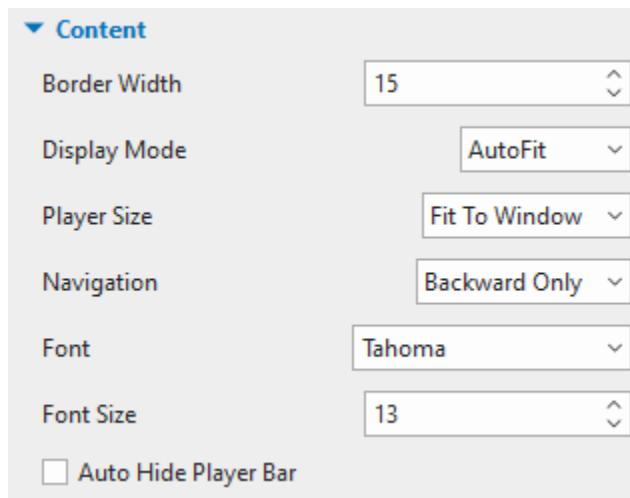 Content
Border Width 15
Display Mode AutoFit
Player Size Fit To Window
Navigation Backward Only
Font Tahoma
Font Size 13
Auto Hide Player Bar